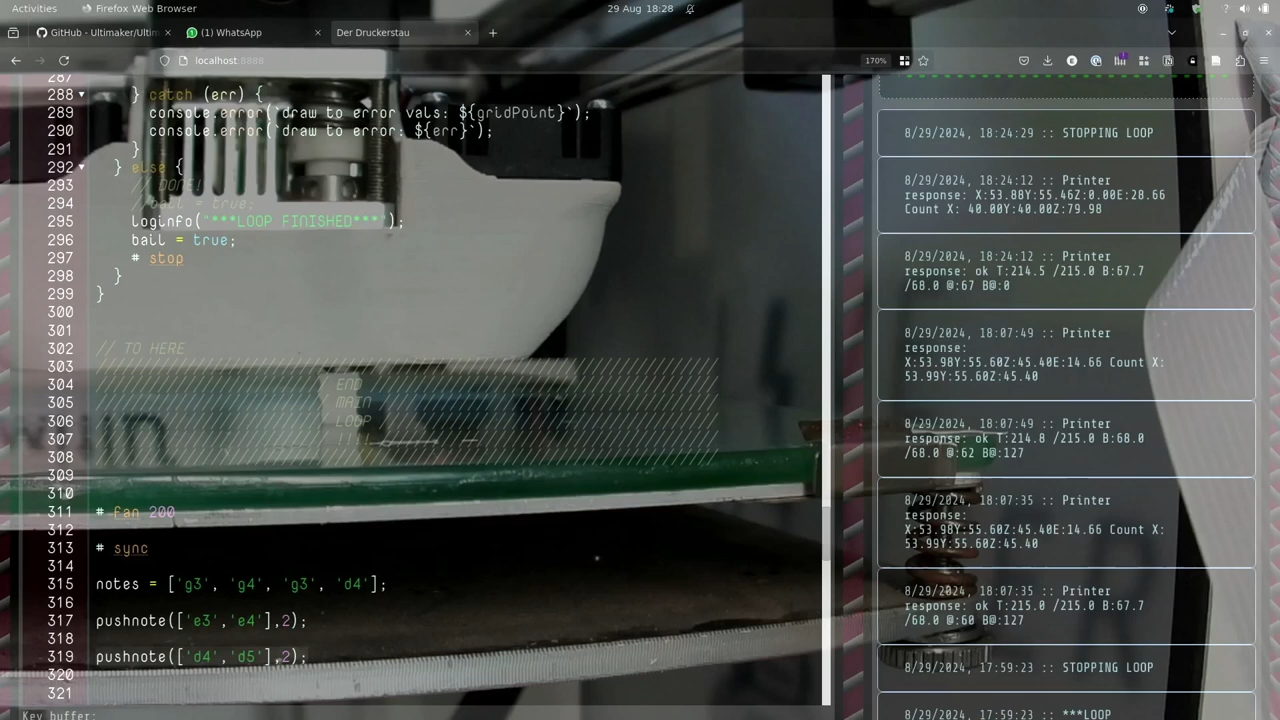 Activities
Firefox Web Browser
29 Aug 18:28
GitHub - Ultimaker/Ultim
(1) WhatsApp
Der Druckerstau
localhost:8888
170%
287
288 } catch (err) {
289 console.error(`draw to error vals: ${gridPoint}`);
290 console.error(`draw to error: ${err}`);
291 }
292 } else {
293 // DONE!
294 //bail = true;
295 loginfo("***LOOP FINISHED***");
296 bail = true;
297 # stop
298 }
299 }
300
301
302 // TO HERE
303
304 END
305 MAIN
306 LOOP
307 !!!!
308
309
310
311 # fan 200
312
313 # sync
314
315 notes = ['g3', 'g4', 'g3', 'd4'];
316
317 pushnote(['e3','e4'],2);
318
319 pushnote(['d4','d5'],2);
320
321
Key buffer:
8/29/2024, 18:24:29 :: STOPPING LOOP
8/29/2024, 18:24:12 :: Printer
response: X:53.88Y:55.46Z:0.00E:28.66
Count X: 40.00Y:40.00Z:79.98
8/29/2024, 18:24:12 :: Printer
response: ok T:214.5 /215.0 B:67.7
/68.0 @:67 B@:0
8/29/2024, 18:07:49 :: Printer
response:
X:53.98Y:55.60Z:45.40E:14.66 Count X:
53.99Y:55.60Z:45.40
8/29/2024, 18:07:49 :: Printer
response: ok T:214.8 /215.0 B:68.0
/68.0 @:62 B@:127
8/29/2024, 18:07:35 :: Printer
response:
X:53.98Y:55.60Z:45.40E:14.66 Count X:
53.99Y:55.60Z:45.40
8/29/2024, 18:07:35 :: Printer
response: ok T:215.0 /215.0 B:67.7
/68.0 @:60 B@:127
8/29/2024, 17:59:23 :: STOPPING LOOP
8/29/2024, 17:59:23 :: ***LOOP